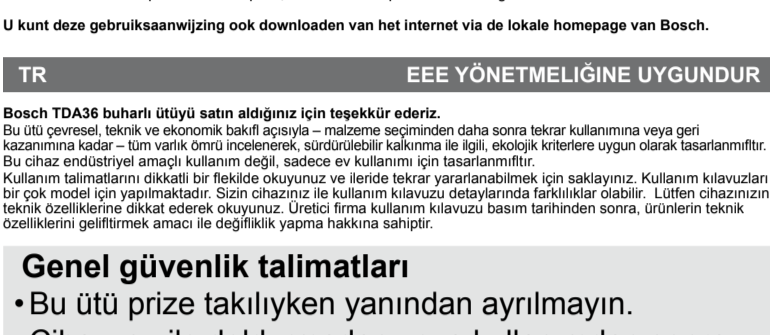 U kunt deze gebruiksaanwijzing ook downloaden van het internet via de lokale homepage van Bosch.
TR EEE YÖNETMELİĞİNE UYGUNDUR
Bosch TDA36 buharlı ütüyü satın aldığınız için teşekkür ederiz.
Bu ütü çevresel, teknik ve ekonomik bakıfl açısıyla – malzeme seçiminden daha sonra tekrar kullanımına veya geri
kazanımına kadar – tüm varlık ömrü incelenerek, sürdürülebilir kalkınma ile ilgili, ekolojik kriterlere uygun olarak tasarlanmıfltır.
Bu cihaz endüstriyel amaçlı kullanım değil, sadece ev kullanımı için tasarlanmıfltır.
Kullanım talimatlarını dikkatli bir flekilde okuyunuz ve ileride tekrar yararlanabilmek için saklayınız. Kullanım kılavuzları
bir çok model için yapılmaktadır. Sizin cihazınız ile kullanım kılavuzu detaylarında farklılıklar olabilir. Lütfen cihazınızın
teknik özelliklerine dikkat ederek okuyunuz. Üretici firma kullanım kılavuzu basım tarihinden sonra, ürünlerin teknik
özelliklerini gelifltirmek amacı ile değifliklik yapma hakkına sahiptir.
Genel güvenlik talimatları
• Bu ütü prize takılıyken yanından ayrılmayın.